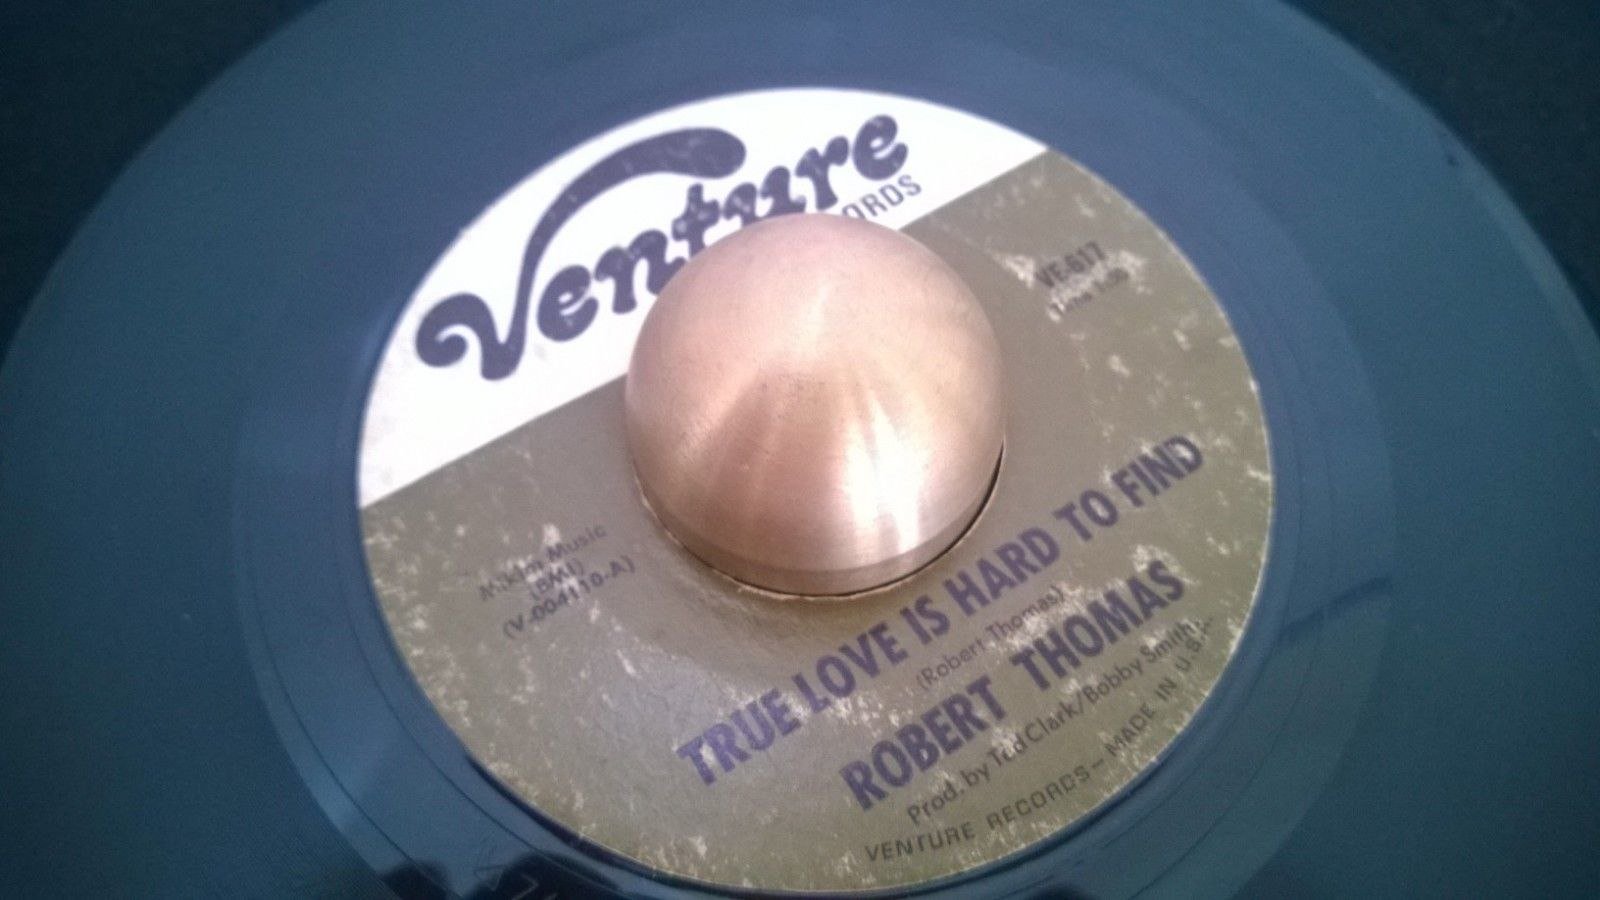 Venture
VE-617
Mikim Music
(BMI)
(V-004110-A)
TRUE LOVE IS HARD TO FIND
(Robert Thomas)
ROBERT THOMAS
Prod. by Ted Clark/Bobby Smith
VENTURE RECORDS – MADE IN U.S.A.